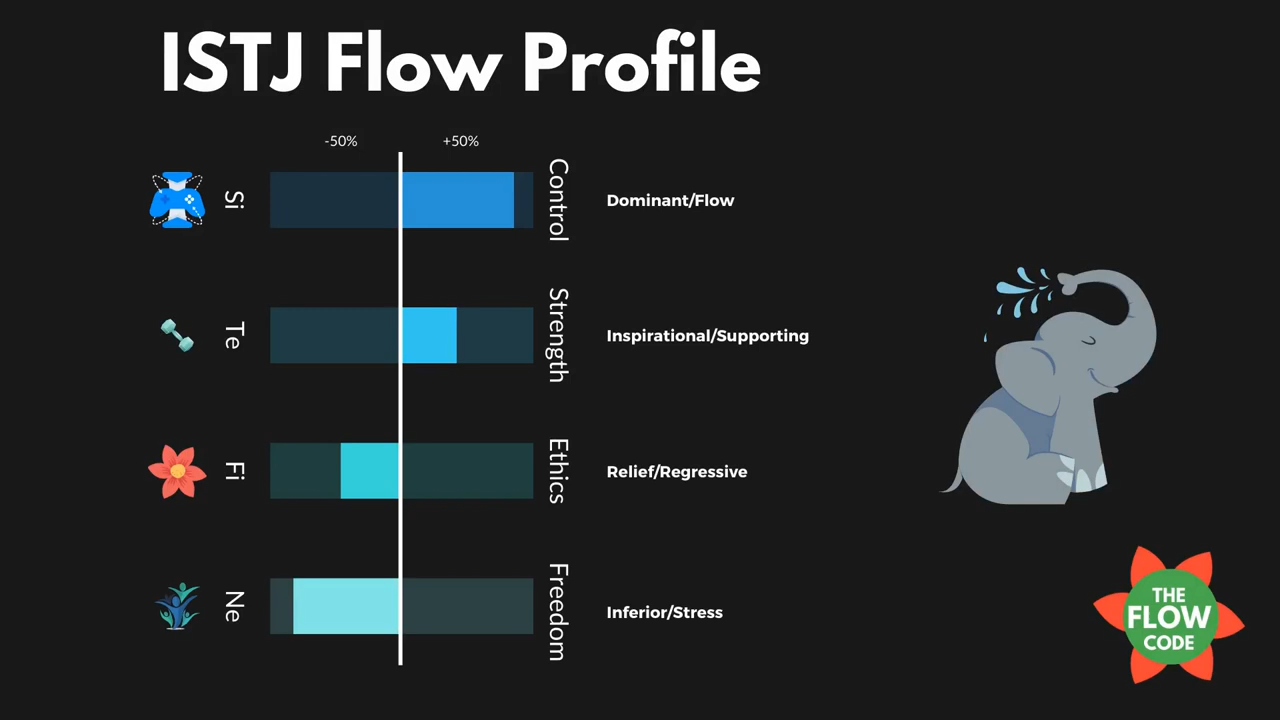 ISTJ Flow Profile
-50% +50%
Si Control Dominant/Flow
Te Strength Inspirational/Supporting
Fi Ethics Relief/Regressive
Ne Freedom Inferior/Stress
THE
FLOW
CODE